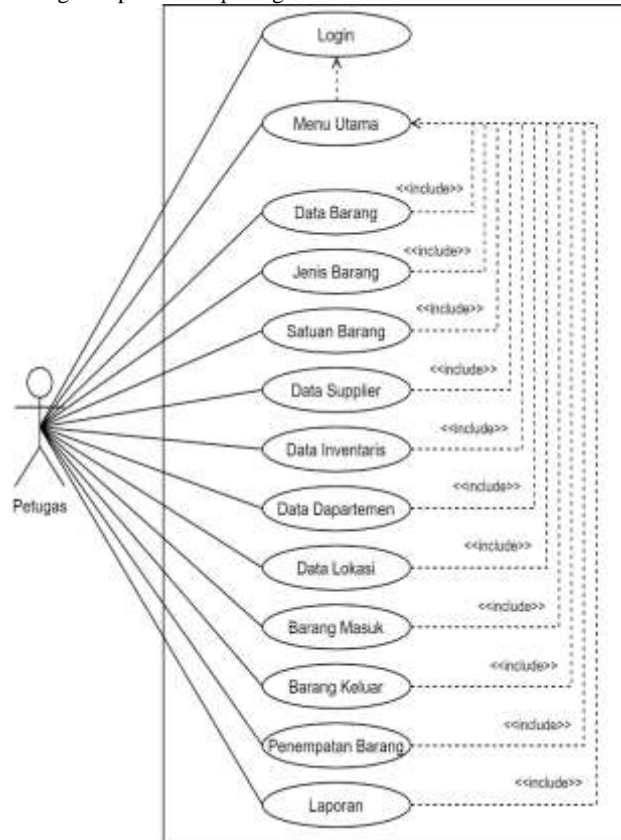 Login
Menu Utama
<<include>>
Data Barang
<<include>>
Jenis Barang
<<include>>
Satuan Barang
<<include>>
Data Supplier
<<include>>
Data Inventaris
<<include>>
Data Dapartemen
<<include>>
Data Lokasi
<<include>>
Barang Masuk
<<include>>
Barang Keluar
<<include>>
Penempatan Barang
<<include>>
Laporan
Petugas